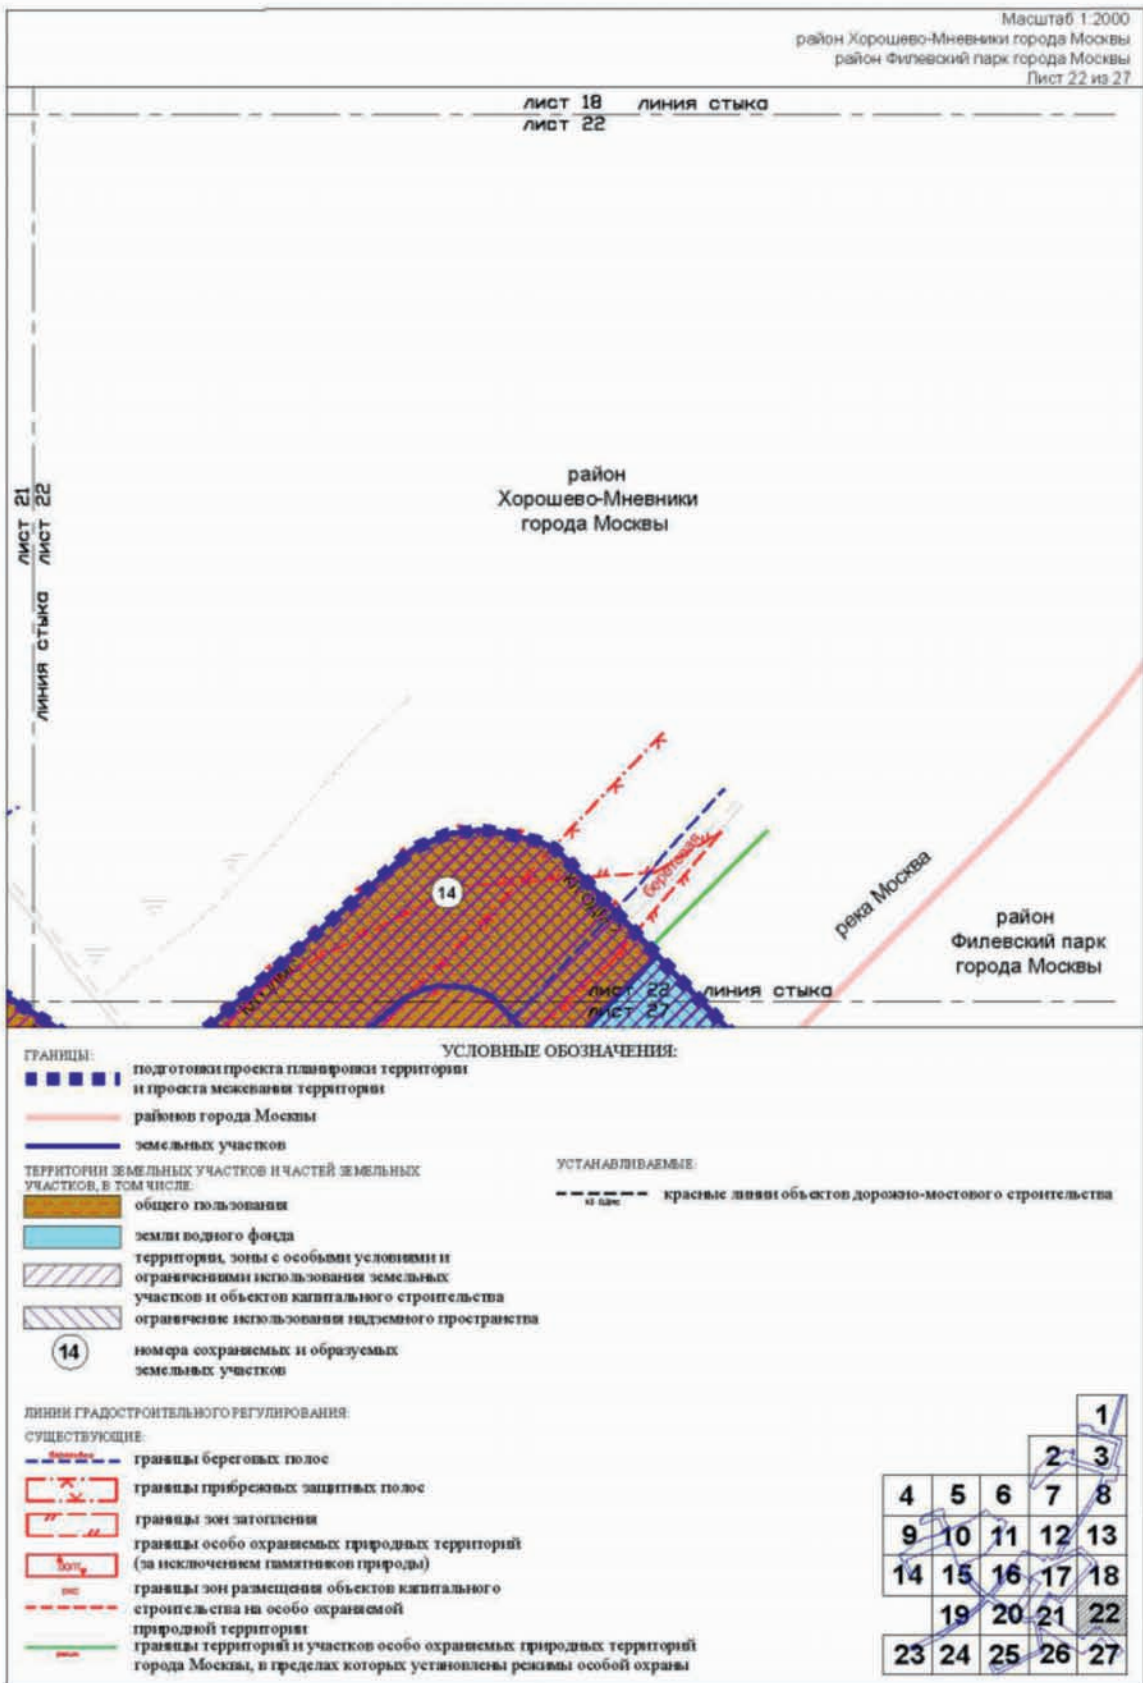 Масштаб 1:2000
район Хорошево-Мневники города Москвы
район Филевский парк города Москвы
Лист 22 из 27
лист 18 линия стыка
лист 22
лист 21
лист 22
линия стыка
район
Хорошево-Мневники
города Москвы
береговая
14
река Москва
район
Филевский парк
города Москвы
лист 22 линия стыка
лист 27
УСЛОВНЫЕ ОБОЗНАЧЕНИЯ:
ГРАНИЦЫ:
подготовки проекта планировки территории
и проекта межевания территории
районов города Москвы
земельных участков
ТЕРРИТОРИИ ЗЕМЕЛЬНЫХ УЧАСТКОВ И ЧАСТЕЙ ЗЕМЕЛЬНЫХ
УЧАСТКОВ, В ТОМ ЧИСЛЕ:
общего пользования
земли водного фонда
территории, зоны с особыми условиями и
ограничениями использования земельных
участков и объектов капитального строительства
ограничение использования надземного пространства
14
номера сохраняемых и образуемых
земельных участков
УСТАНАВЛИВАЕМЫЕ:
красные линии объектов дорожно-мостового строительства
ЛИНИИ ГРАДОСТРОИТЕЛЬНОГО РЕГУЛИРОВАНИЯ:
СУЩЕСТВУЮЩИЕ:
границы береговых полос
границы прибрежных защитных полос
границы зон затопления
границы особо охраняемых природных территорий
(за исключением памятников природы)
границы зон размещения объектов капитального
строительства на особо охраняемой
природной территории
границы территорий и участков особо охраняемых природных территорий
города Москвы, в пределах которых установлены режимы особой охраны
1
2 3
4 5 6 7 8
9 10 11 12 13
14 15 16 17 18
19 20 21 22
23 24 25 26 27